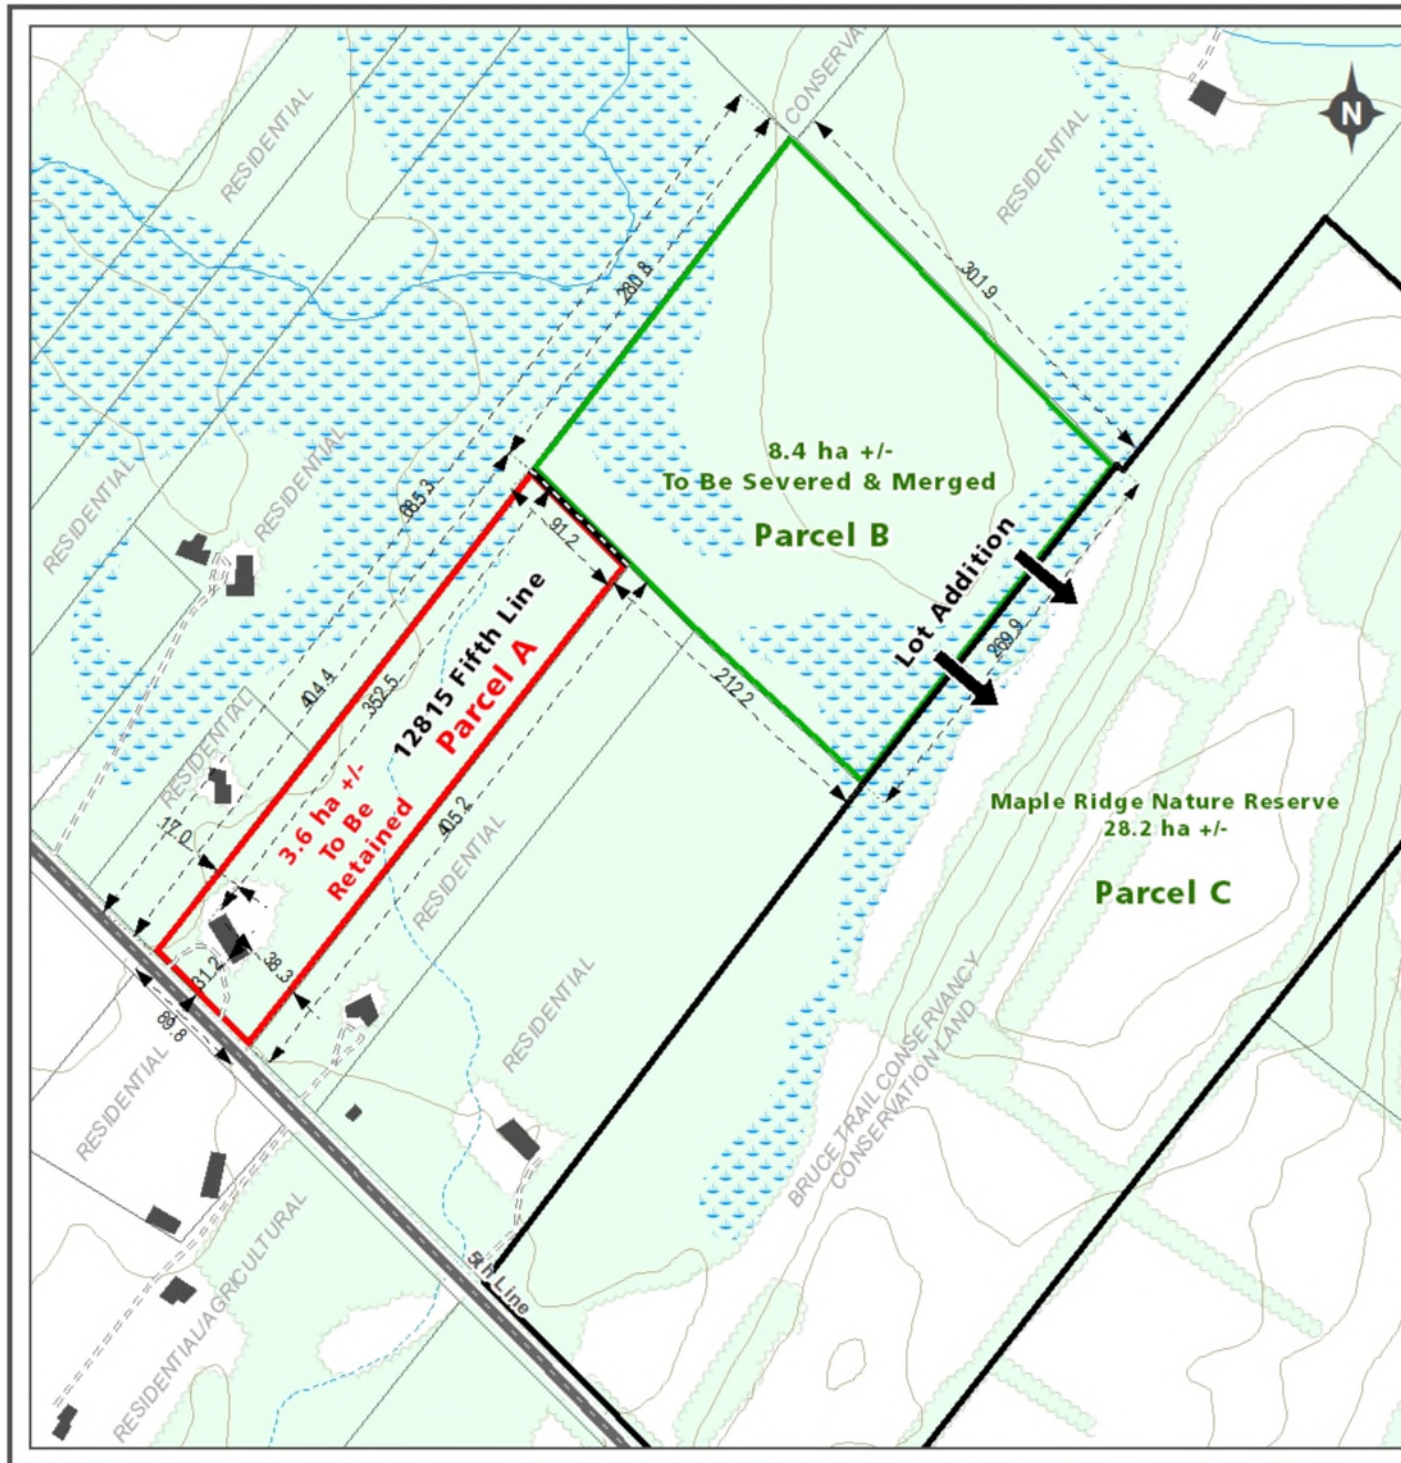 CONSERVA
N
RESIDENTIAL
RESIDENTIAL
280.8
301.9
8.4 ha +/-
To Be Severed & Merged
Parcel B
RESIDENTIAL
RESIDENTIAL
685.3
91.2
Lot Addition
269.9
12815 Fifth Line
Parcel A
404.4
352.5
212.2
RESIDENTIAL
3.6 ha +/-
To Be
Retained
405.2
17.0
RESIDENTIAL
Maple Ridge Nature Reserve
28.2 ha +/-
Parcel C
31.2
38.3
89.8
RESIDENTIAL
RESIDENTIAL
BRUCE TRAIL CONSERVANCY
CONSERVATION LAND
RESIDENTIAL/AGRICULTURAL
5th Line